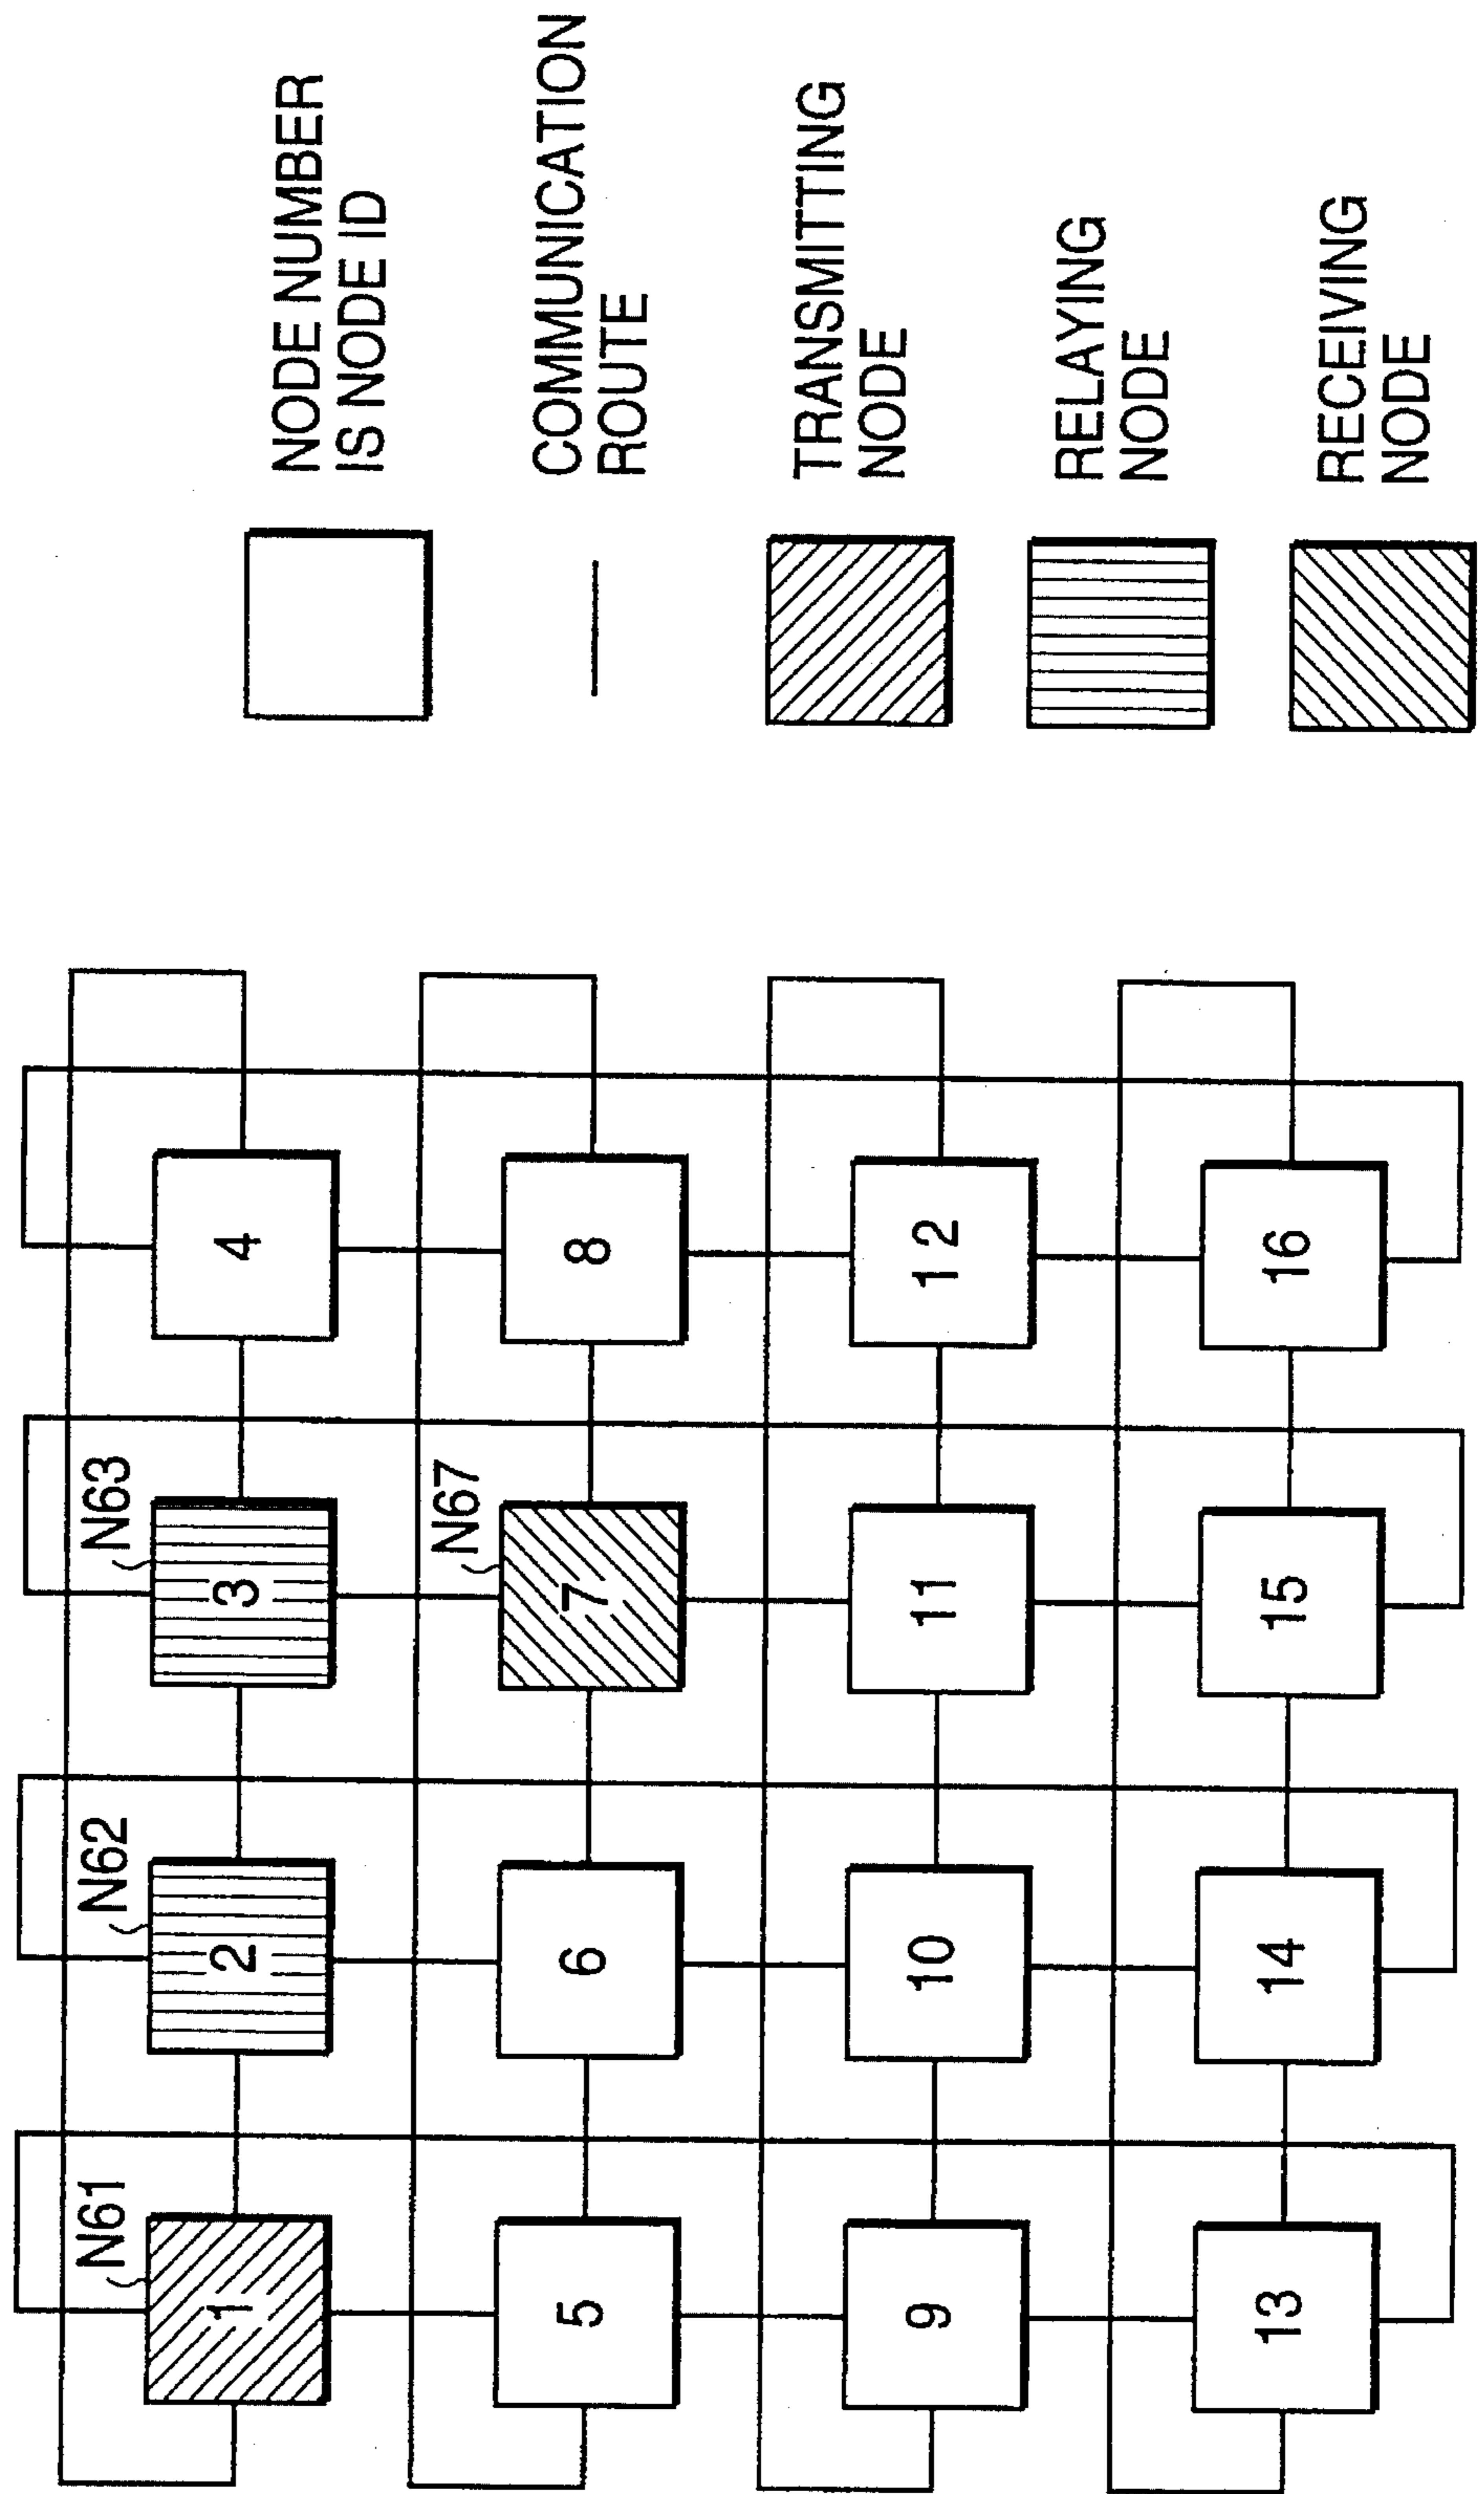 N61
N62
N63
1
2
3
4
N67
5
6
7
8
9
10
11
12
13
14
15
16
NODE NUMBER
IS NODE ID
COMMUNICATION
ROUTE
TRANSMITTING
NODE
RELAYING
NODE
RECEIVING
NODE